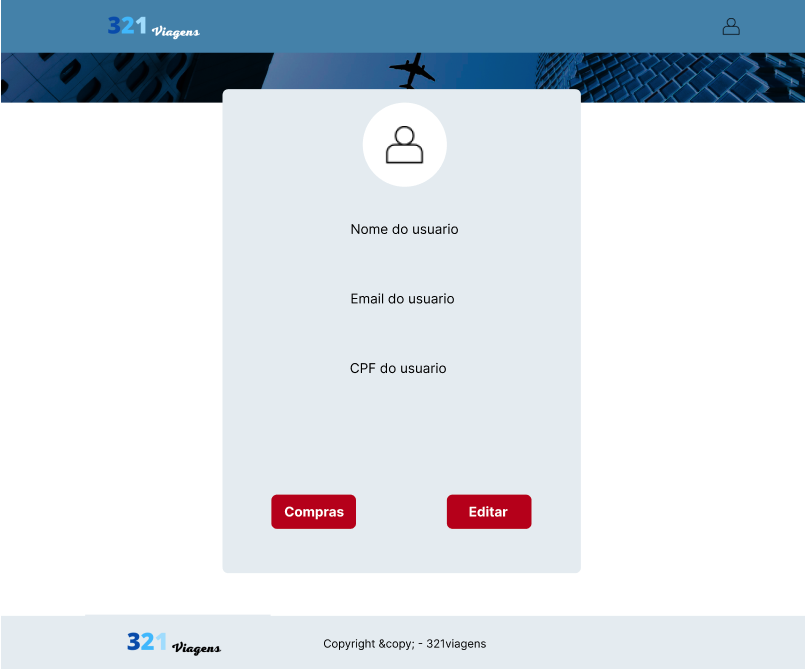 321 Viagens
Nome do usuario
Email do usuario
CPF do usuario
Compras
Editar
321 Viagens
Copyright &copy; - 321viagens